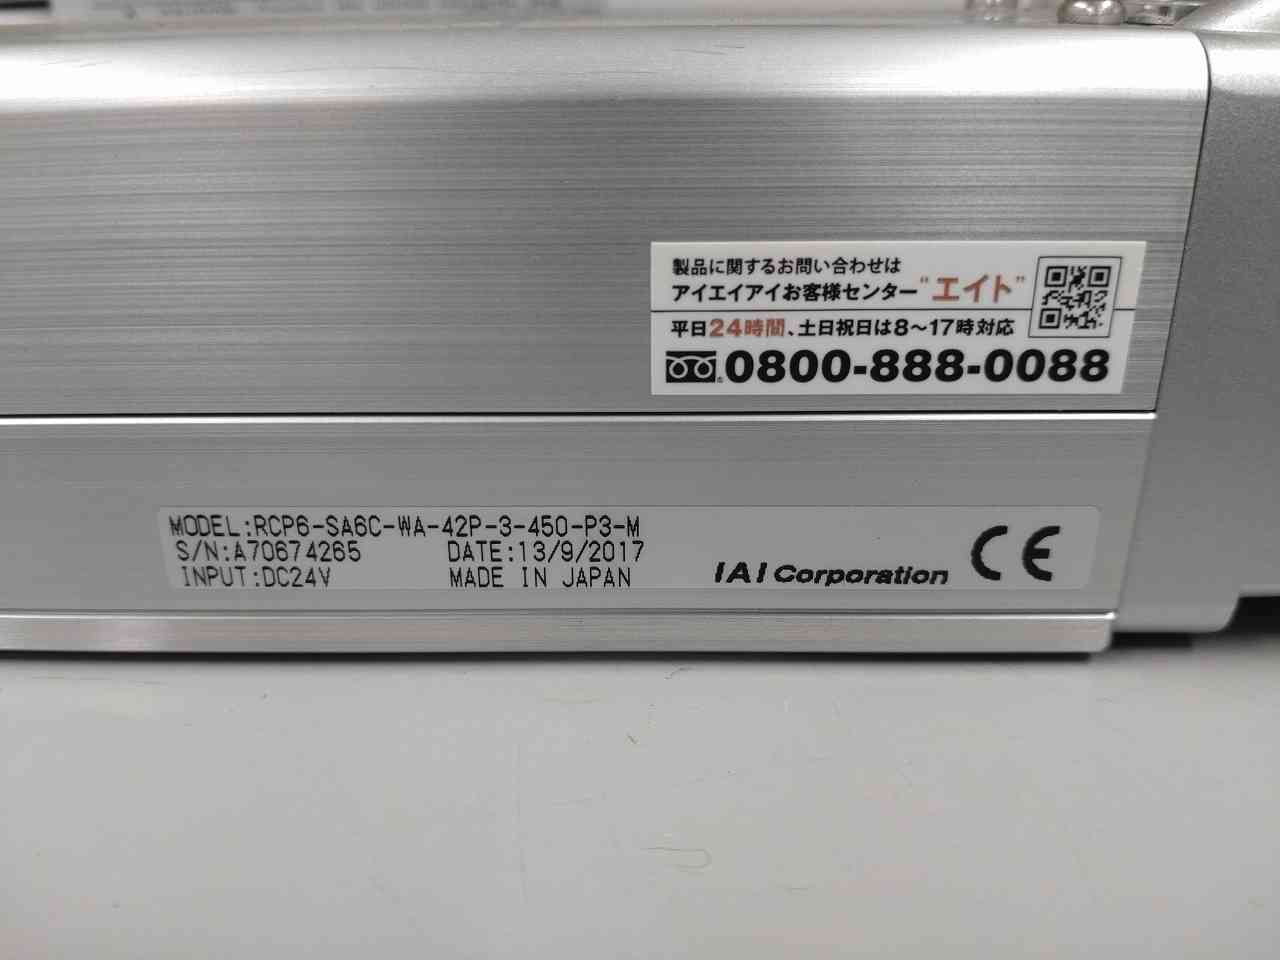 製品に関するお問い合わせは
アイエイアイお客様センター"エイト"
平日24時間、土日祝日は8〜17時対応
0800-888-0088
MODEL:RCP6-SA6C-WA-42P-3-450-P3-M
S/N:A70674265 DATE:13/9/2017
INPUT:DC24V MADE IN JAPAN
IAI Corporation
CE